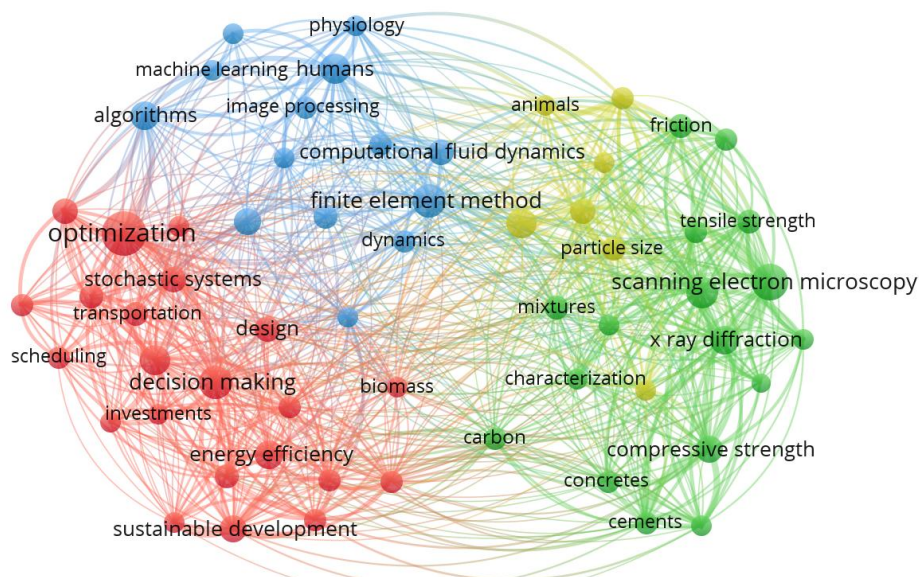 physiology
machine learning
humans
algorithms
image processing
animals
friction
computational fluid dynamics
finite element method
tensile strength
optimization
dynamics
particle size
stochastic systems
scanning electron microscopy
transportation
design
mixtures
x ray diffraction
scheduling
decision making
biomass
characterization
investments
carbon
energy efficiency
compressive strength
concretes
sustainable development
cements